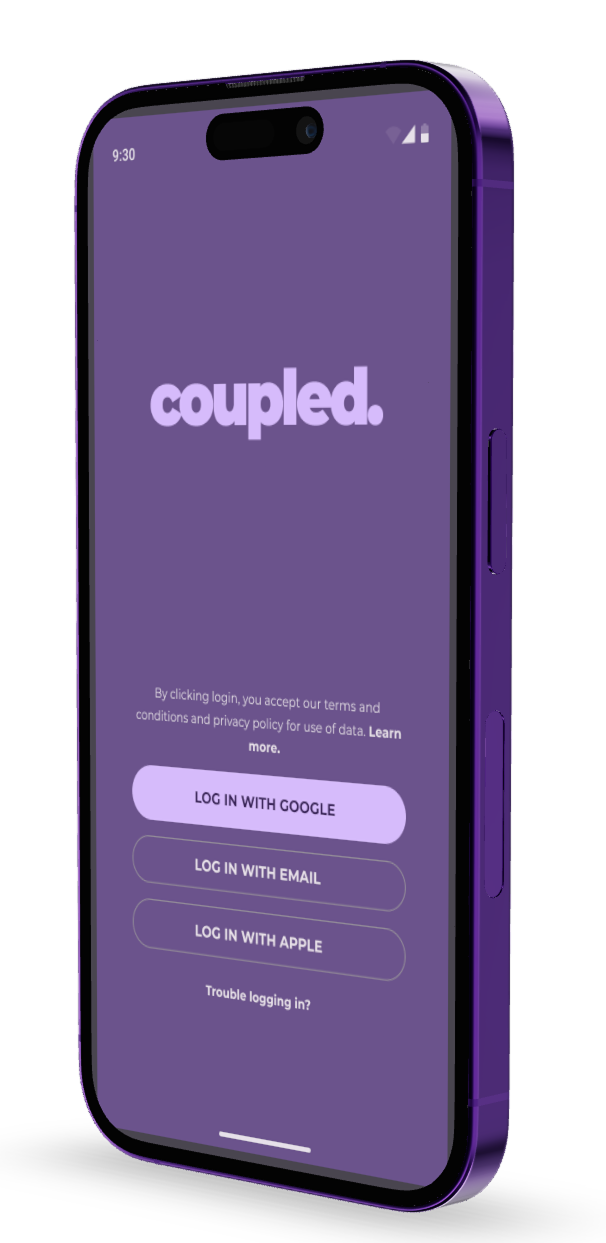 9:30
coupled.
By clicking login, you accept our terms and
conditions and privacy policy for use of data. Learn
more.
LOG IN WITH GOOGLE
LOG IN WITH EMAIL
LOG IN WITH APPLE
Trouble logging in?